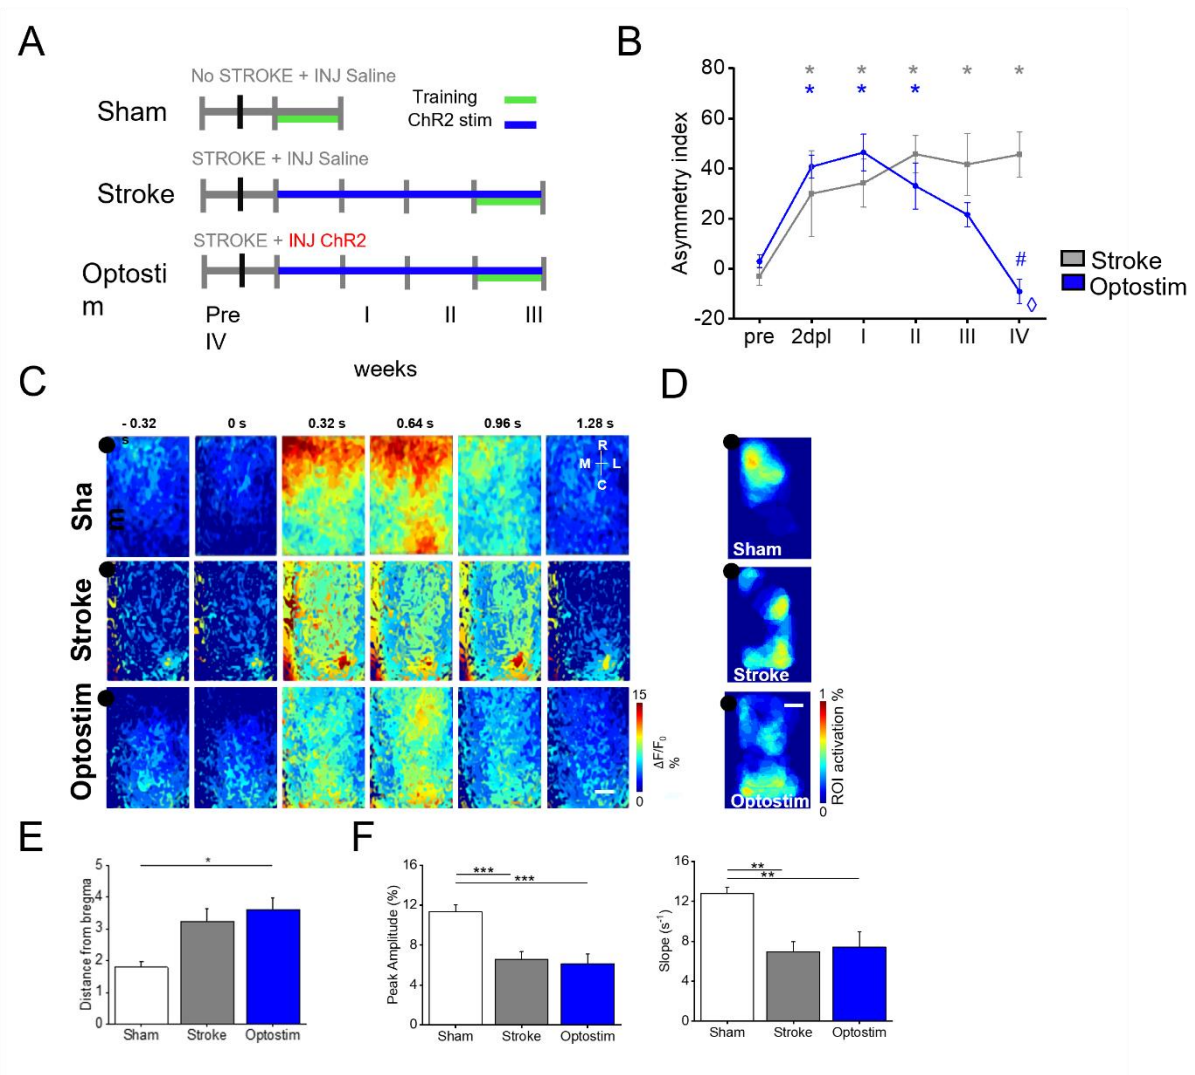 A
No STROKE + INJ Saline
Sham
Training
ChR2 stim
STROKE + INJ Saline
Stroke
STROKE + INJ ChR2
Optosti
m
Pre I II III
IV
weeks
B
Asymmetry index
80
60
40
20
0
-20
* * * * *
* * *
#
◊
pre 2dpl I II III IV
Stroke
Optostim
C
- 0.32
s
0 s 0.32 s 0.64 s 0.96 s 1.28 s
R
M L
C
Sha
m
Stroke
Optostim
15
0
ΔF/F0
%
D
Sham
Stroke
Optostim
1
0
ROI activation %
E
Distance from bregma
5
4
3
2
1
0
*
Sham Stroke Optostim
F
Peak Amplitude (%)
16
12
8
4
0
***
***
Sham Stroke Optostim
Slope (s-1)
16
12
8
4
0
**
**
Sham Stroke Optostim